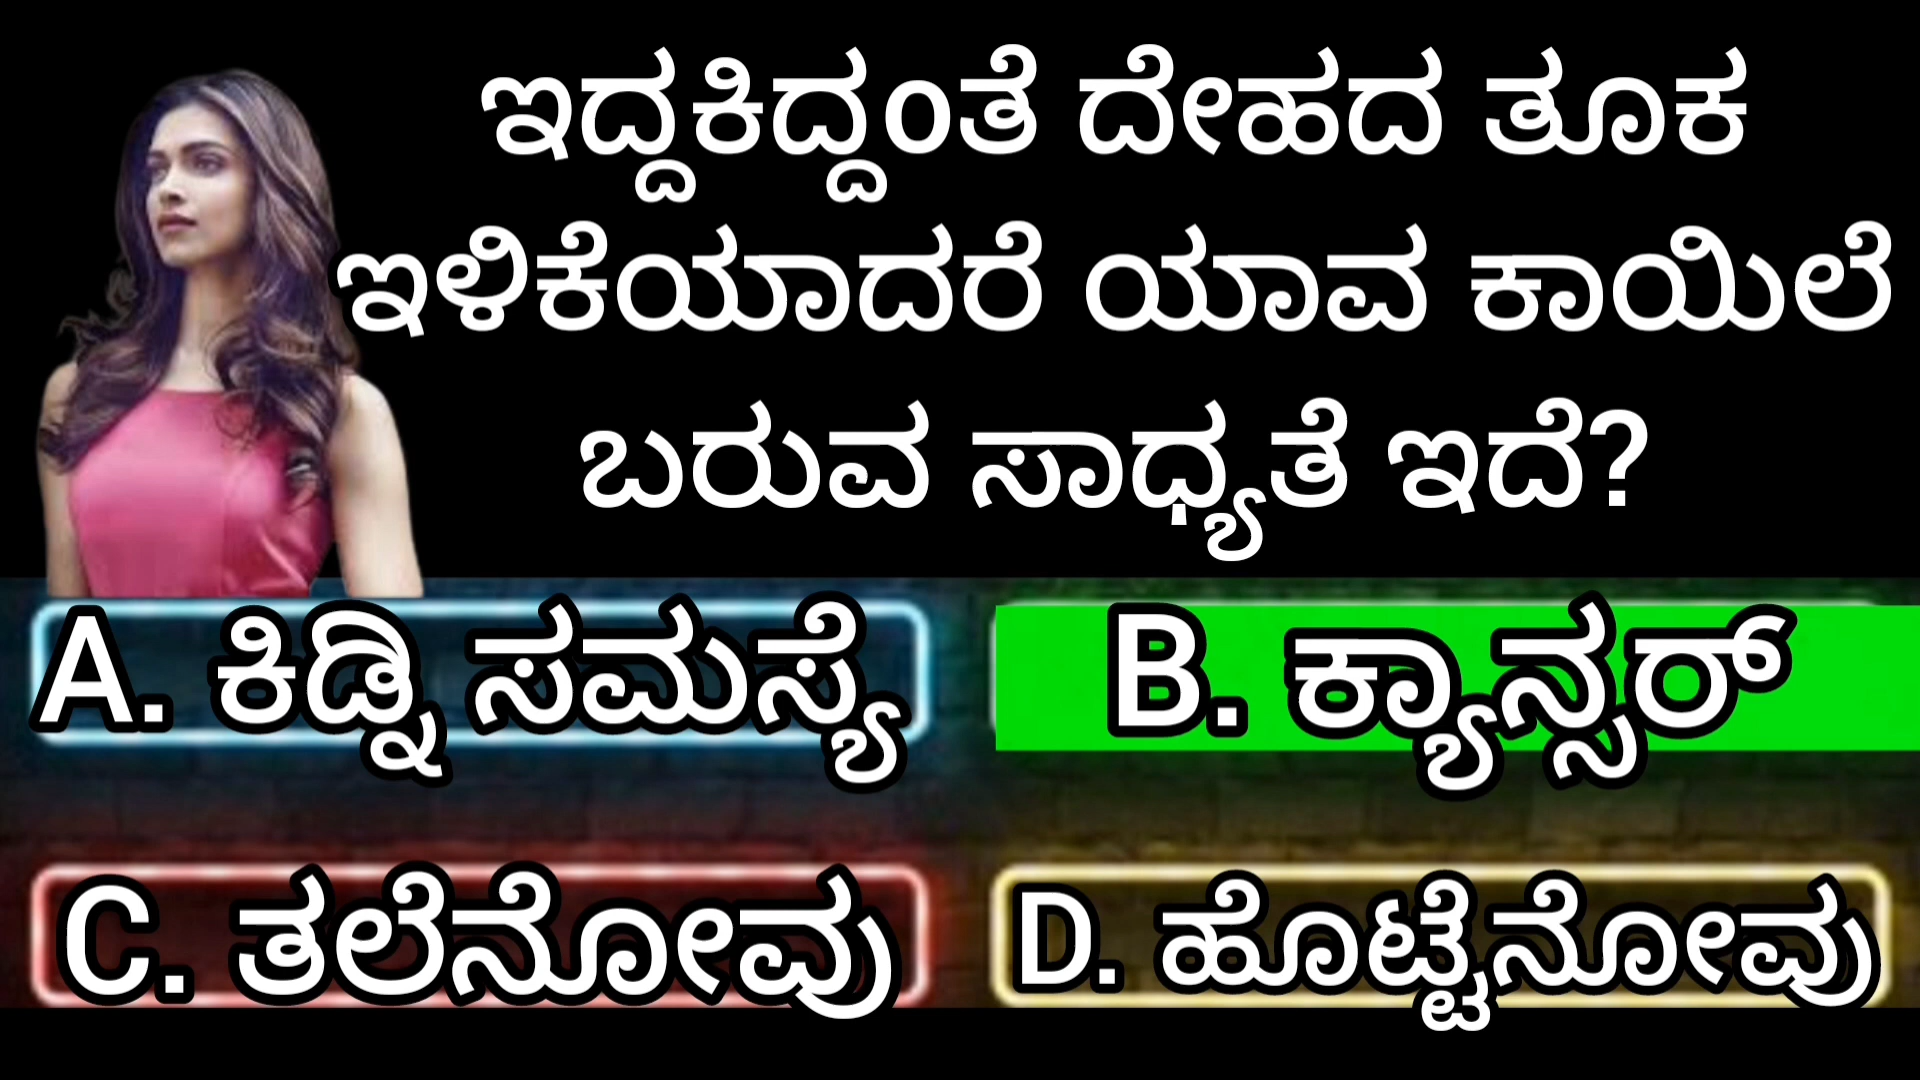 ಇದ್ದಕಿದ್ದಂತೆ ದೇಹದ ತೂಕ
ಇಳಿಕೆಯಾದರೆ ಯಾವ ಕಾಯಿಲೆ
ಬರುವ ಸಾಧ್ಯತೆ ಇದೆ?
A. ಕಿಡ್ನಿ ಸಮಸ್ಯೆ
B. ಕ್ಯಾನ್ಸರ್
C. ತಲೆನೋವು
D. ಹೊಟ್ಟೆನೋವು